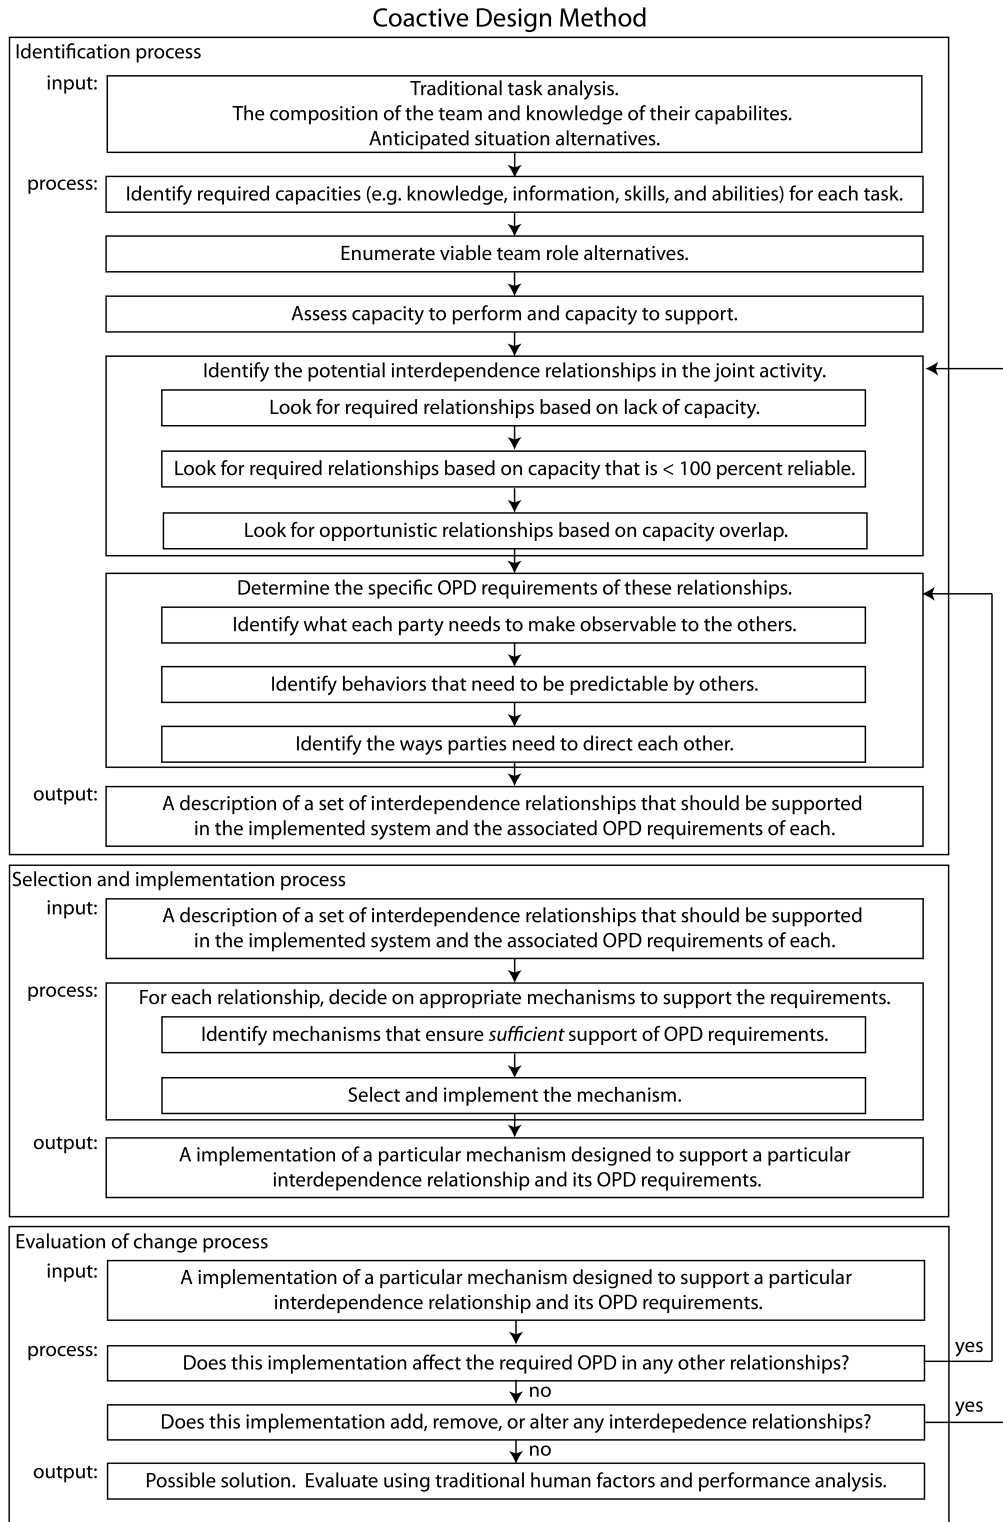 Coactive Design Method
Identification process
input:
Traditional task analysis.
The composition of the team and knowledge of their capabilites.
Anticipated situation alternatives.
process:
Identify required capacities (e.g. knowledge, information, skills, and abilities) for each task.
Enumerate viable team role alternatives.
Assess capacity to perform and capacity to support.
Identify the potential interdependence relationships in the joint activity.
Look for required relationships based on lack of capacity.
Look for required relationships based on capacity that is < 100 percent reliable.
Look for opportunistic relationships based on capacity overlap.
Determine the specific OPD requirements of these relationships.
Identify what each party needs to make observable to the others.
Identify behaviors that need to be predictable by others.
Identify the ways parties need to direct each other.
output:
A description of a set of interdependence relationships that should be supported
in the implemented system and the associated OPD requirements of each.
Selection and implementation process
input:
A description of a set of interdependence relationships that should be supported
in the implemented system and the associated OPD requirements of each.
process:
For each relationship, decide on appropriate mechanisms to support the requirements.
Identify mechanisms that ensure sufficient support of OPD requirements.
Select and implement the mechanism.
output:
A implementation of a particular mechanism designed to support a particular
interdependence relationship and its OPD requirements.
Evaluation of change process
input:
A implementation of a particular mechanism designed to support a particular
interdependence relationship and its OPD requirements.
process:
Does this implementation affect the required OPD in any other relationships?
yes
no
Does this implementation add, remove, or alter any interdepedence relationships?
yes
no
output:
Possible solution. Evaluate using traditional human factors and performance analysis.